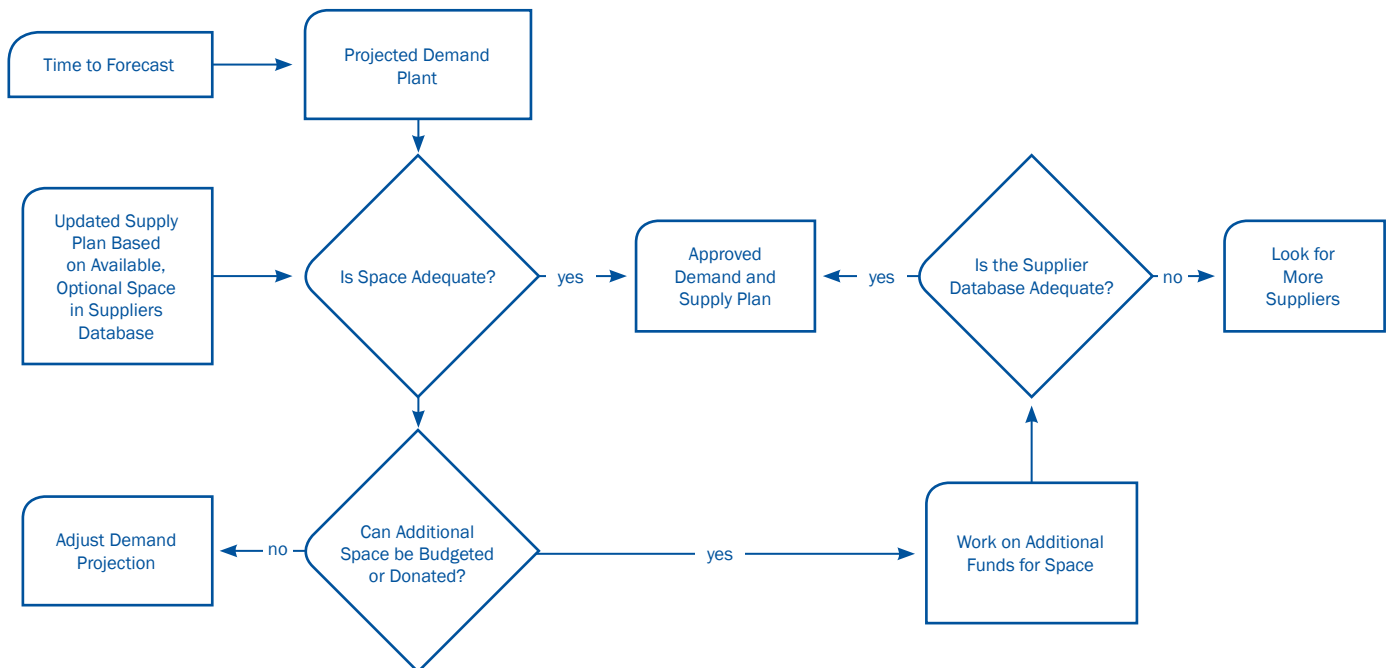 Time to Forecast
Projected Demand
Plant
Updated Supply
Plan Based
on Available,
Optional Space
in Suppliers
Database
Is Space Adequate?
yes
Approved
Demand and
Supply Plan
yes
Is the Supplier
Database Adequate?
no
Look for
More
Suppliers
Adjust Demand
Projection
no
Can Additional
Space be Budgeted
or Donated?
yes
Work on Additional
Funds for Space